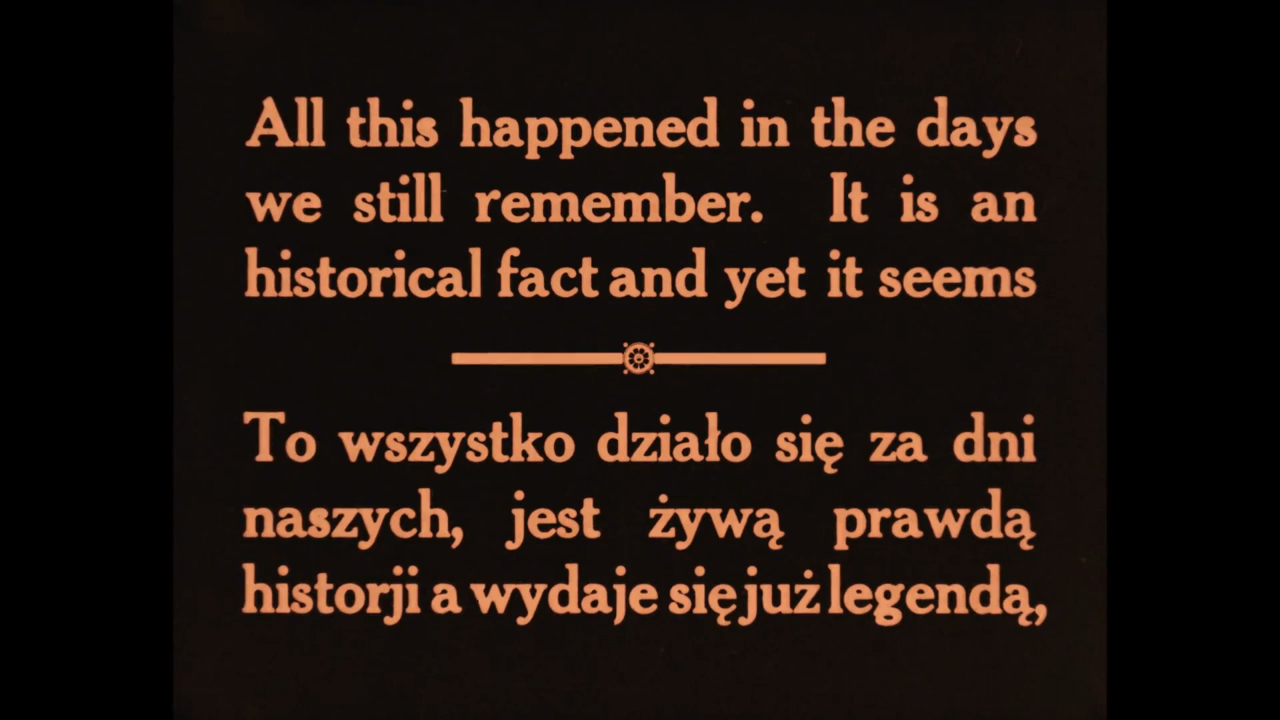 All this happened in the days
we still remember. It is an
historical fact and yet it seems
To wszystko działo się za dni
naszych, jest żywą prawdą
historji a wydaje się już legendą,